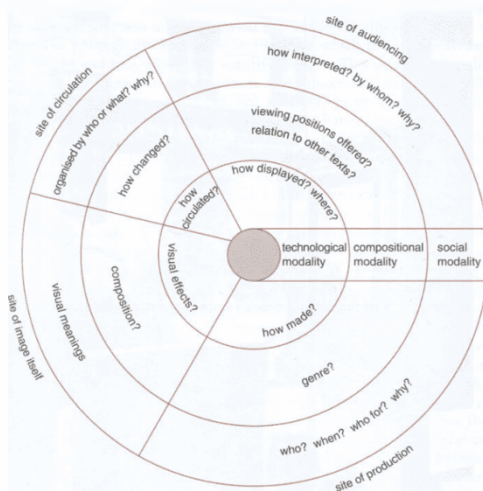 site of audiencing
how interpreted? by whom? why?
viewing positions offered?
relation to other texts?
how displayed? where?
site of circulation
organised by who or what? why?
how changed?
how
circulated?
technological
modality
compositional
modality
social
modality
visual effects?
composition?
visual meanings
site of image itself
how made?
genre?
who? when? who for? why?
site of production